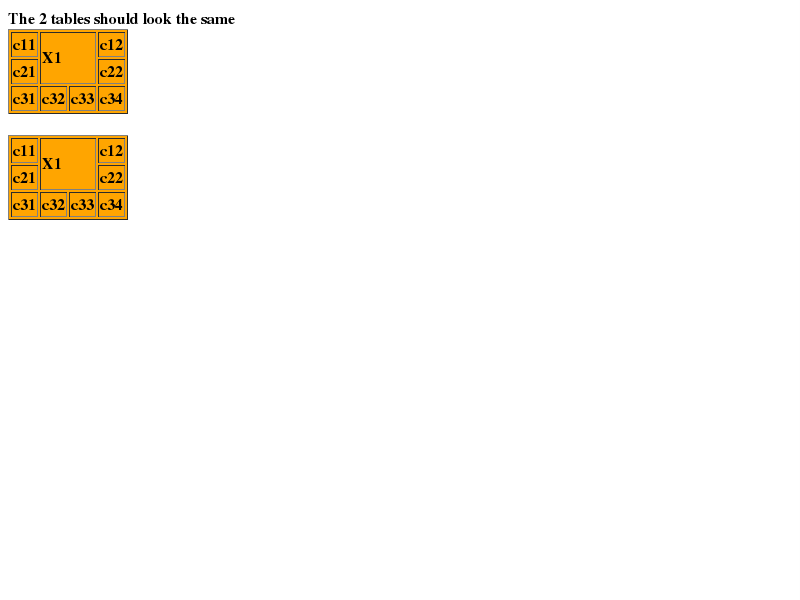 The 2 tables should look the same
c11 X1 c12
c21 c22
c31 c32 c33 c34
c11 X1 c12
c21 c22
c31 c32 c33 c34